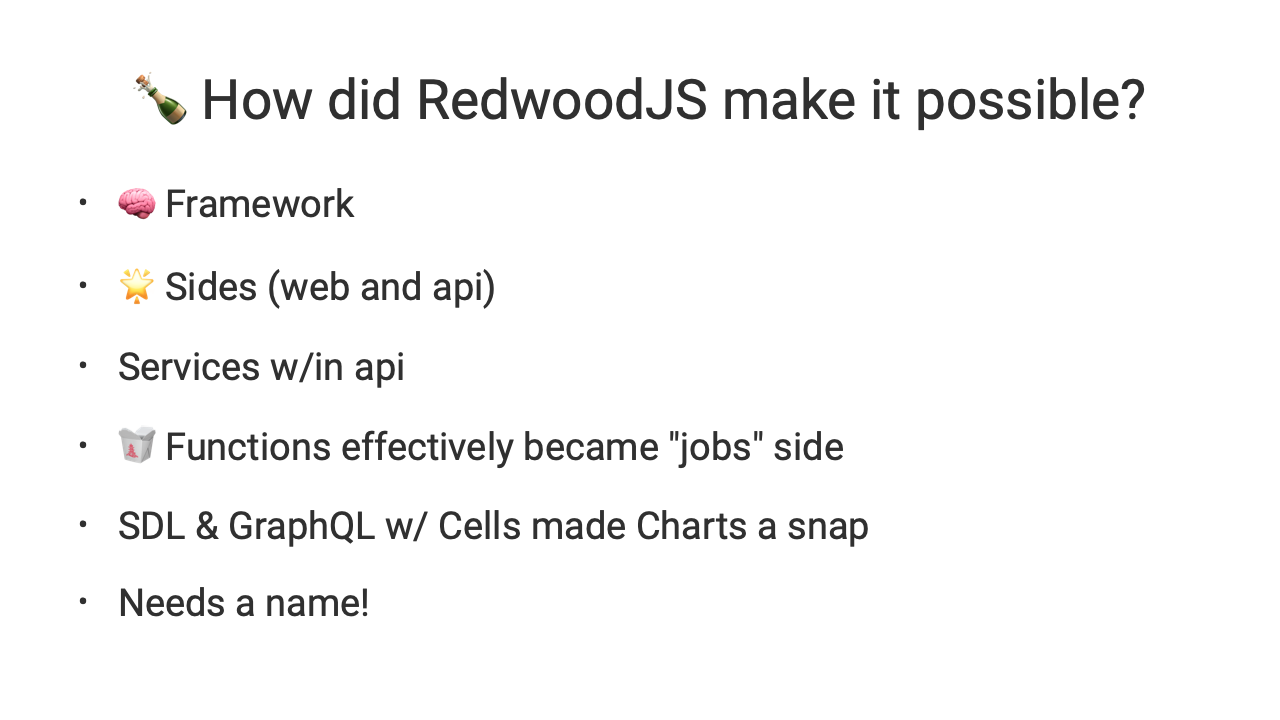 🍾 How did RedwoodJS make it possible?
• 🧠 Framework
• 🌟 Sides (web and api)
• Services w/in api
• 🥡 Functions effectively became "jobs" side
• SDL & GraphQL w/ Cells made Charts a snap
• Needs a name!